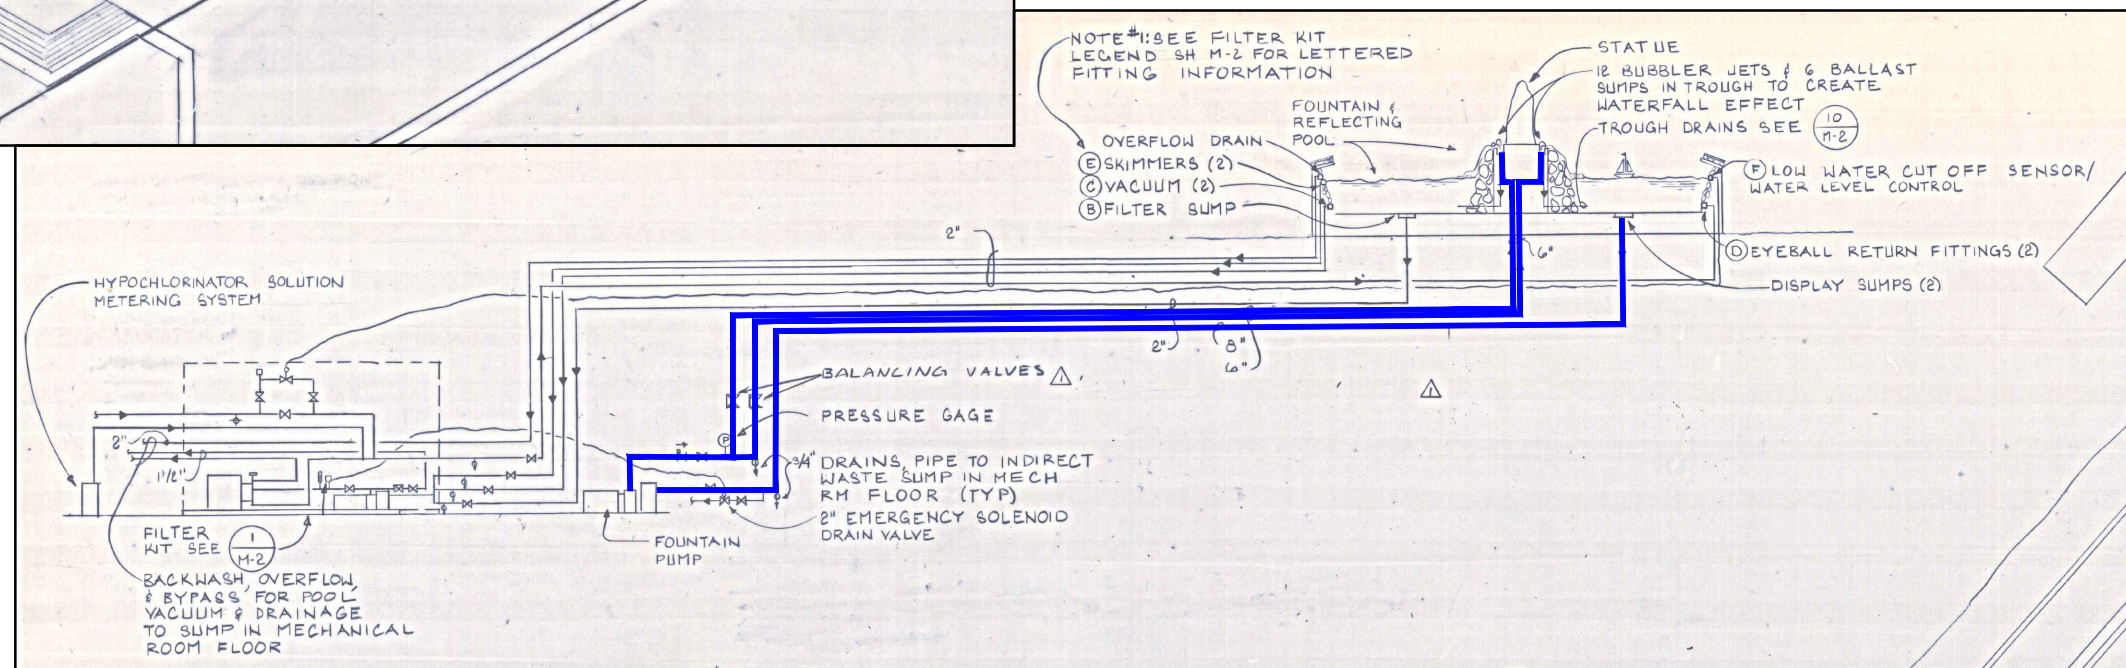 NOTE #1: SEE FILTER KIT
LEGEND SH M-2 FOR LETTERED
FITTING INFORMATION
STATUE
12 BUBBLER JETS & 6 BALLAST
SUMPS IN TROUGH TO CREATE
WATERFALL EFFECT
TROUGH DRAINS SEE 10
M-2
FOUNTAIN &
REFLECTING
POOL
OVERFLOW DRAIN
E SKIMMERS (2)
C VACUUM (2)
B FILTER SUMP
F LOW WATER CUT OFF SENSOR/
WATER LEVEL CONTROL
D EYEBALL RETURN FITTINGS (2)
DISPLAY SUMPS (2)
2"
6"
2"
8"
6"
HYPOCHLORINATOR SOLUTION
METERING SYSTEM
BALANCING VALVES 1
1
PRESSURE GAGE
P
2"
1 1/2"
3/4" DRAINS, PIPE TO INDIRECT
WASTE SUMP IN MECH
RM FLOOR (TYP)
2" EMERGENCY SOLENOID
DRAIN VALVE
FOUNTAIN
PUMP
FILTER
KIT SEE 1
M-2
BACKWASH, OVERFLOW,
& BYPASS FOR POOL
VACUUM & DRAINAGE
TO SUMP IN MECHANICAL
ROOM FLOOR